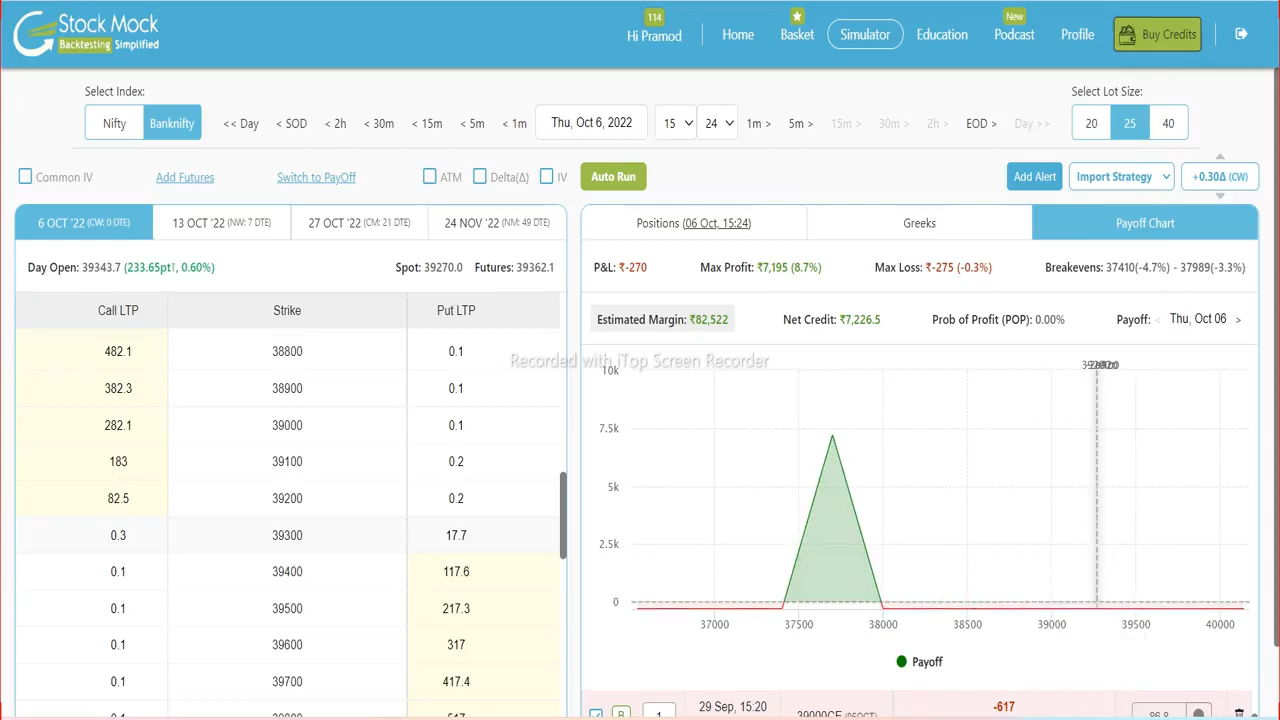 Stock Mock
Backtesting Simplified
114
Hi Pramod
Home
Basket
Simulator
Education
New
Podcast
Profile
Buy Credits
Select Index:
Select Lot Size:
Nifty
Banknifty
<< Day
< SOD
< 2h
< 30m
< 15m
< 5m
< 1m
Thu, Oct 6, 2022
15
24
1m >
5m >
15m >
30m >
2h >
EOD >
Day >>
20
25
40
Common IV
Add Futures
Switch to PayOff
ATM
Delta(Δ)
IV
Auto Run
Add Alert
Import Strategy
+0.30Δ (CW)
6 OCT '22 (CW: 0 DTE)
13 OCT '22 (NW: 7 DTE)
27 OCT '22 (CM: 21 DTE)
24 NOV '22 (NM: 49 DTE)
Positions (06 Oct, 15:24)
Greeks
Payoff Chart
Day Open: 39343.7 (233.65pt↑, 0.60%)
Spot: 39270.0
Futures: 39362.1
P&L: ₹-270
Max Profit: ₹7,195 (8.7%)
Max Loss: ₹-275 (-0.3%)
Breakevens: 37410(-4.7%) - 37989(-3.3%)
Call LTP
Strike
Put LTP
Estimated Margin: ₹82,522
Net Credit: ₹7,226.5
Prob of Profit (POP): 0.00%
Payoff: < Thu, Oct 06 >
482.1 38800 0.1
382.3 38900 0.1
282.1 39000 0.1
183 39100 0.2
82.5 39200 0.2
0.3 39300 17.7
0.1 39400 117.6
0.1 39500 217.3
0.1 39600 317
0.1 39700 417.4
Recorded with iTop Screen Recorder
10k
7.5k
5k
2.5k
0
37000
37500
38000
38500
39000
39500
40000
Payoff
B
1
29 Sep, 15:20
39000CE (06OCT)
-617
86.8